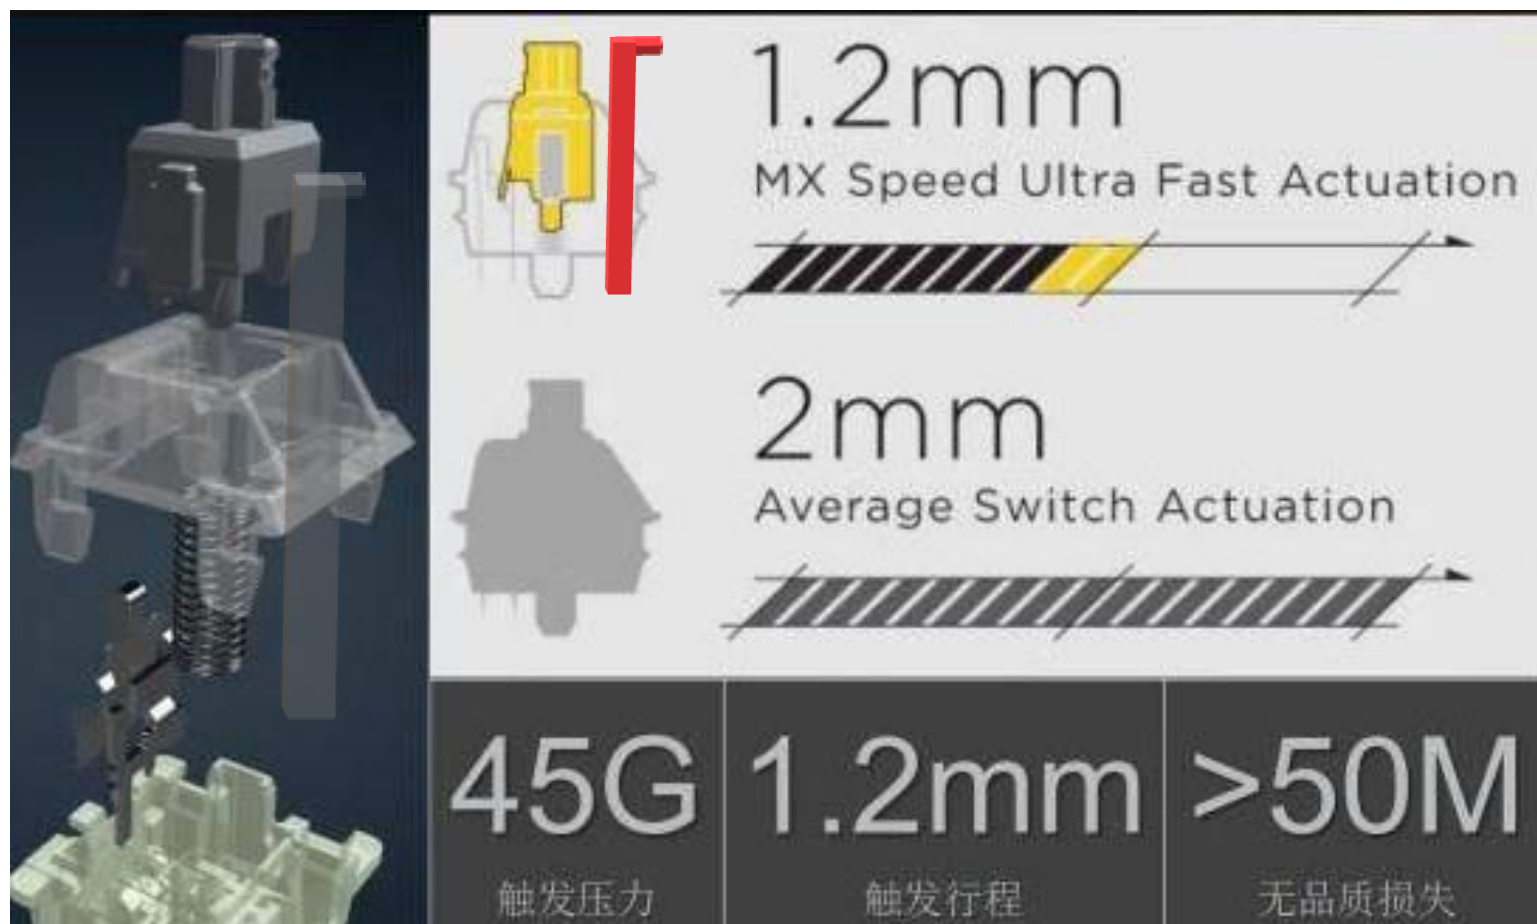 1.2mm
MX Speed Ultra Fast Actuation
2mm
Average Switch Actuation
45G
1.2mm
>50M
触发压力
触发行程
无品质损失